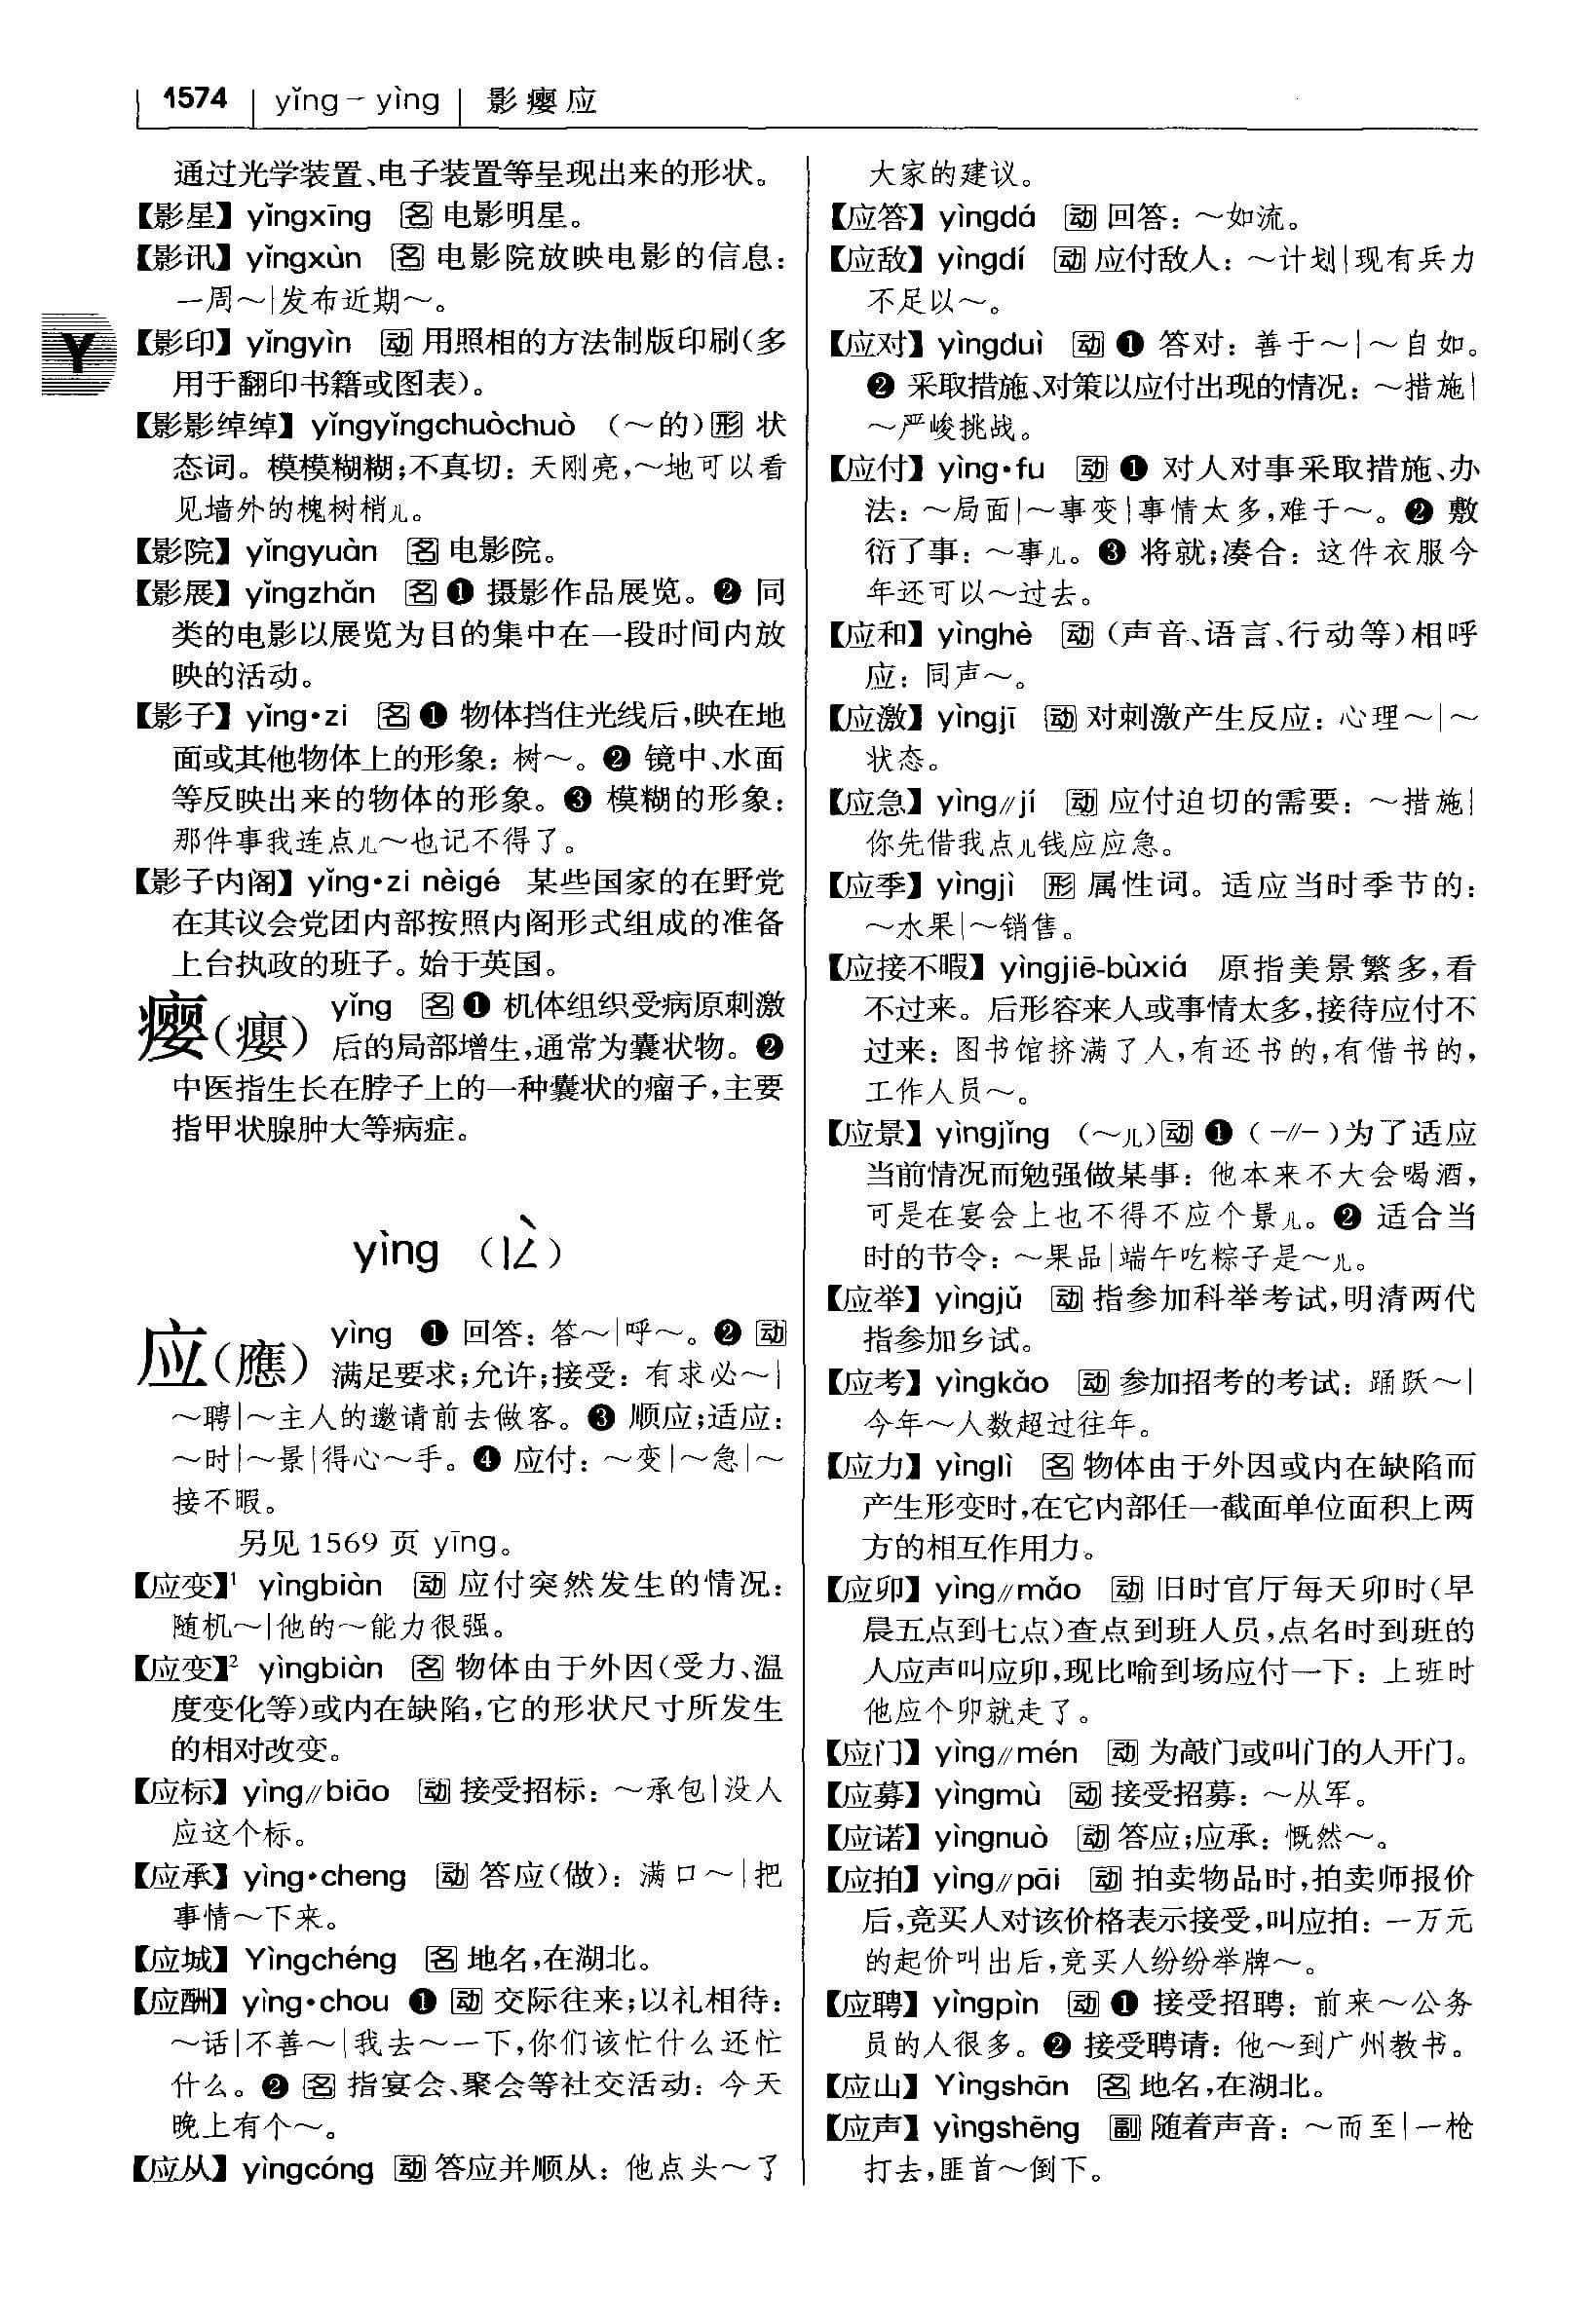 1574 yǐng－yìng 影瘿应
通过光学装置、电子装置等呈现出来的形状。
【影星】 yǐngxīng 名 电影明星。
【影讯】 yǐngxùn 名 电影院放映电影的信息：
一周～|发布近期～。
Y
【影印】 yǐngyìn 动 用照相的方法制版印刷(多
用于翻印书籍或图表)。
【影影绰绰】 yǐngyǐngchuòchuò (～的)形 状
态词。模模糊糊;不真切：天刚亮,～地可以看
见墙外的槐树梢儿。
【影院】 yǐngyuàn 名 电影院。
【影展】 yǐngzhǎn 名 ❶ 摄影作品展览。❷ 同
类的电影以展览为目的集中在一段时间内放
映的活动。
【影子】 yǐng•zi 名 ❶ 物体挡住光线后,映在地
面或其他物体上的形象：树～。❷ 镜中、水面
等反映出来的物体的形象。❸ 模糊的形象：
那件事我连点儿～也记不得了。
【影子内阁】 yǐng•zi nèigé 某些国家的在野党
在其议会党团内部按照内阁形式组成的准备
上台执政的班子。始于英国。
瘿(癭) yǐng 名 ❶ 机体组织受病原刺激
后的局部增生,通常为囊状物。❷
中医指生长在脖子上的一种囊状的瘤子,主要
指甲状腺肿大等病症。
yìng (ㄧㄥˋ)
应(應) yìng ❶ 回答：答～|呼～。❷ 动
满足要求;允许;接受：有求必～|
～聘|～主人的邀请前去做客。❸ 顺应;适应：
～时|～景|得心～手。❹ 应付：～变|～急|～
接不暇。
另见 1569 页 yīng。
【应变】¹ yìngbiàn 动 应付突然发生的情况：
随机～|他的～能力很强。
【应变】² yìngbiàn 名 物体由于外因(受力、温
度变化等)或内在缺陷,它的形状尺寸所发生
的相对改变。
【应标】 yìng//biāo 动 接受招标：～承包|没人
应这个标。
【应承】 yìng•cheng 动 答应(做)：满口～|把
事情～下来。
【应城】 Yìngchéng 名 地名,在湖北。
【应酬】 yìng•chou ❶ 动 交际往来;以礼相待：
～话|不善～|我去～一下,你们该忙什么还忙
什么。❷ 名 指宴会、聚会等社交活动：今天
晚上有个～。
【应从】 yìngcóng 动 答应并顺从：他点头～了
大家的建议。
【应答】 yìngdá 动 回答：～如流。
【应敌】 yìngdí 动 应付敌人：～计划|现有兵力
不足以～。
【应对】 yìngduì 动 ❶ 答对：善于～|～自如。
❷ 采取措施、对策以应付出现的情况：～措施|
～严峻挑战。
【应付】 yìng•fu 动 ❶ 对人对事采取措施、办
法：～局面|～事变|事情太多,难于～。❷ 敷
衍了事：～事儿。❸ 将就;凑合：这件衣服今
年还可以～过去。
【应和】 yìnghè 动 (声音、语言、行动等)相呼
应：同声～。
【应激】 yìngjī 动 对刺激产生反应：心理～|～
状态。
【应急】 yìng//jí 动 应付迫切的需要：～措施|
你先借我点儿钱应应急。
【应季】 yìngjì 形 属性词。适应当时季节的：
～水果|～销售。
【应接不暇】 yìngjiē-bùxiá 原指美景繁多,看
不过来。后形容来人或事情太多,接待应付不
过来：图书馆挤满了人,有还书的,有借书的,
工作人员～。
【应景】 yìngjǐng (～儿)动 ❶ (-//-)为了适应
当前情况而勉强做某事：他本来不大会喝酒,
可是在宴会上也不得不应个景儿。❷ 适合当
时的节令：～果品|端午吃粽子是～儿。
【应举】 yìngjǔ 动 指参加科举考试,明清两代
指参加乡试。
【应考】 yìngkǎo 动 参加招考的考试：踊跃～|
今年～人数超过往年。
【应力】 yìnglì 名 物体由于外因或内在缺陷而
产生形变时,在它内部任一截面单位面积上两
方的相互作用力。
【应卯】 yìng//mǎo 动 旧时官厅每天卯时(早
晨五点到七点)查点到班人员,点名时到班的
人应声叫应卯,现比喻到场应付一下：上班时
他应个卯就走了。
【应门】 yìng//mén 动 为敲门或叫门的人开门。
【应募】 yìngmù 动 接受招募：～从军。
【应诺】 yìngnuò 动 答应;应承：慨然～。
【应拍】 yìng//pāi 动 拍卖物品时,拍卖师报价
后,竞买人对该价格表示接受,叫应拍：一万元
的起价叫出后,竞买人纷纷举牌～。
【应聘】 yìngpìn 动 ❶ 接受招聘：前来～公务
员的人很多。❷ 接受聘请：他～到广州教书。
【应山】 Yìngshān 名 地名,在湖北。
【应声】 yìngshēng 副 随着声音：～而至|一枪
打去,匪首～倒下。